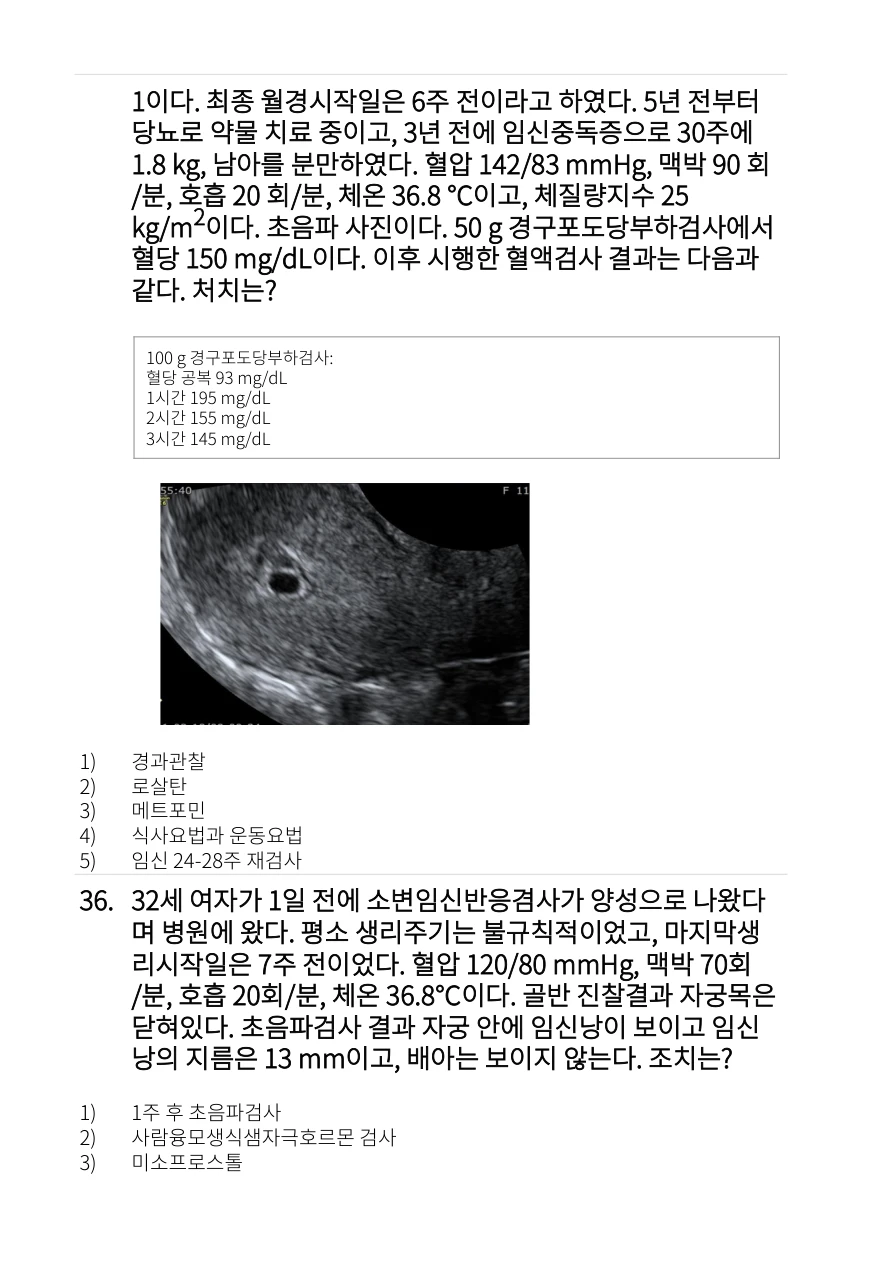 1이다. 최종 월경시작일은 6주 전이라고 하였다. 5년 전부터
당뇨로 약물 치료 중이고, 3년 전에 임신중독증으로 30주에
1.8 kg, 남아를 분만하였다. 혈압 142/83 mmHg, 맥박 90 회
/분, 호흡 20 회/분, 체온 36.8 °C이고, 체질량지수 25
kg/m²이다. 초음파 사진이다. 50 g 경구포도당부하검사에서
혈당 150 mg/dL이다. 이후 시행한 혈액검사 결과는 다음과
같다. 처치는?
100 g 경구포도당부하검사:
혈당 공복 93 mg/dL
1시간 195 mg/dL
2시간 155 mg/dL
3시간 145 mg/dL
55:40 F 11
1) 경과관찰
2) 로살탄
3) 메트포민
4) 식사요법과 운동요법
5) 임신 24-28주 재검사
36. 32세 여자가 1일 전에 소변임신반응겸사가 양성으로 나왔다
며 병원에 왔다. 평소 생리주기는 불규칙적이었고, 마지막생
리시작일은 7주 전이었다. 혈압 120/80 mmHg, 맥박 70회
/분, 호흡 20회/분, 체온 36.8°C이다. 골반 진찰결과 자궁목은
닫혀있다. 초음파검사 결과 자궁 안에 임신낭이 보이고 임신
낭의 지름은 13 mm이고, 배아는 보이지 않는다. 조치는?
1) 1주 후 초음파검사
2) 사람융모생식샘자극호르몬 검사
3) 미소프로스톨